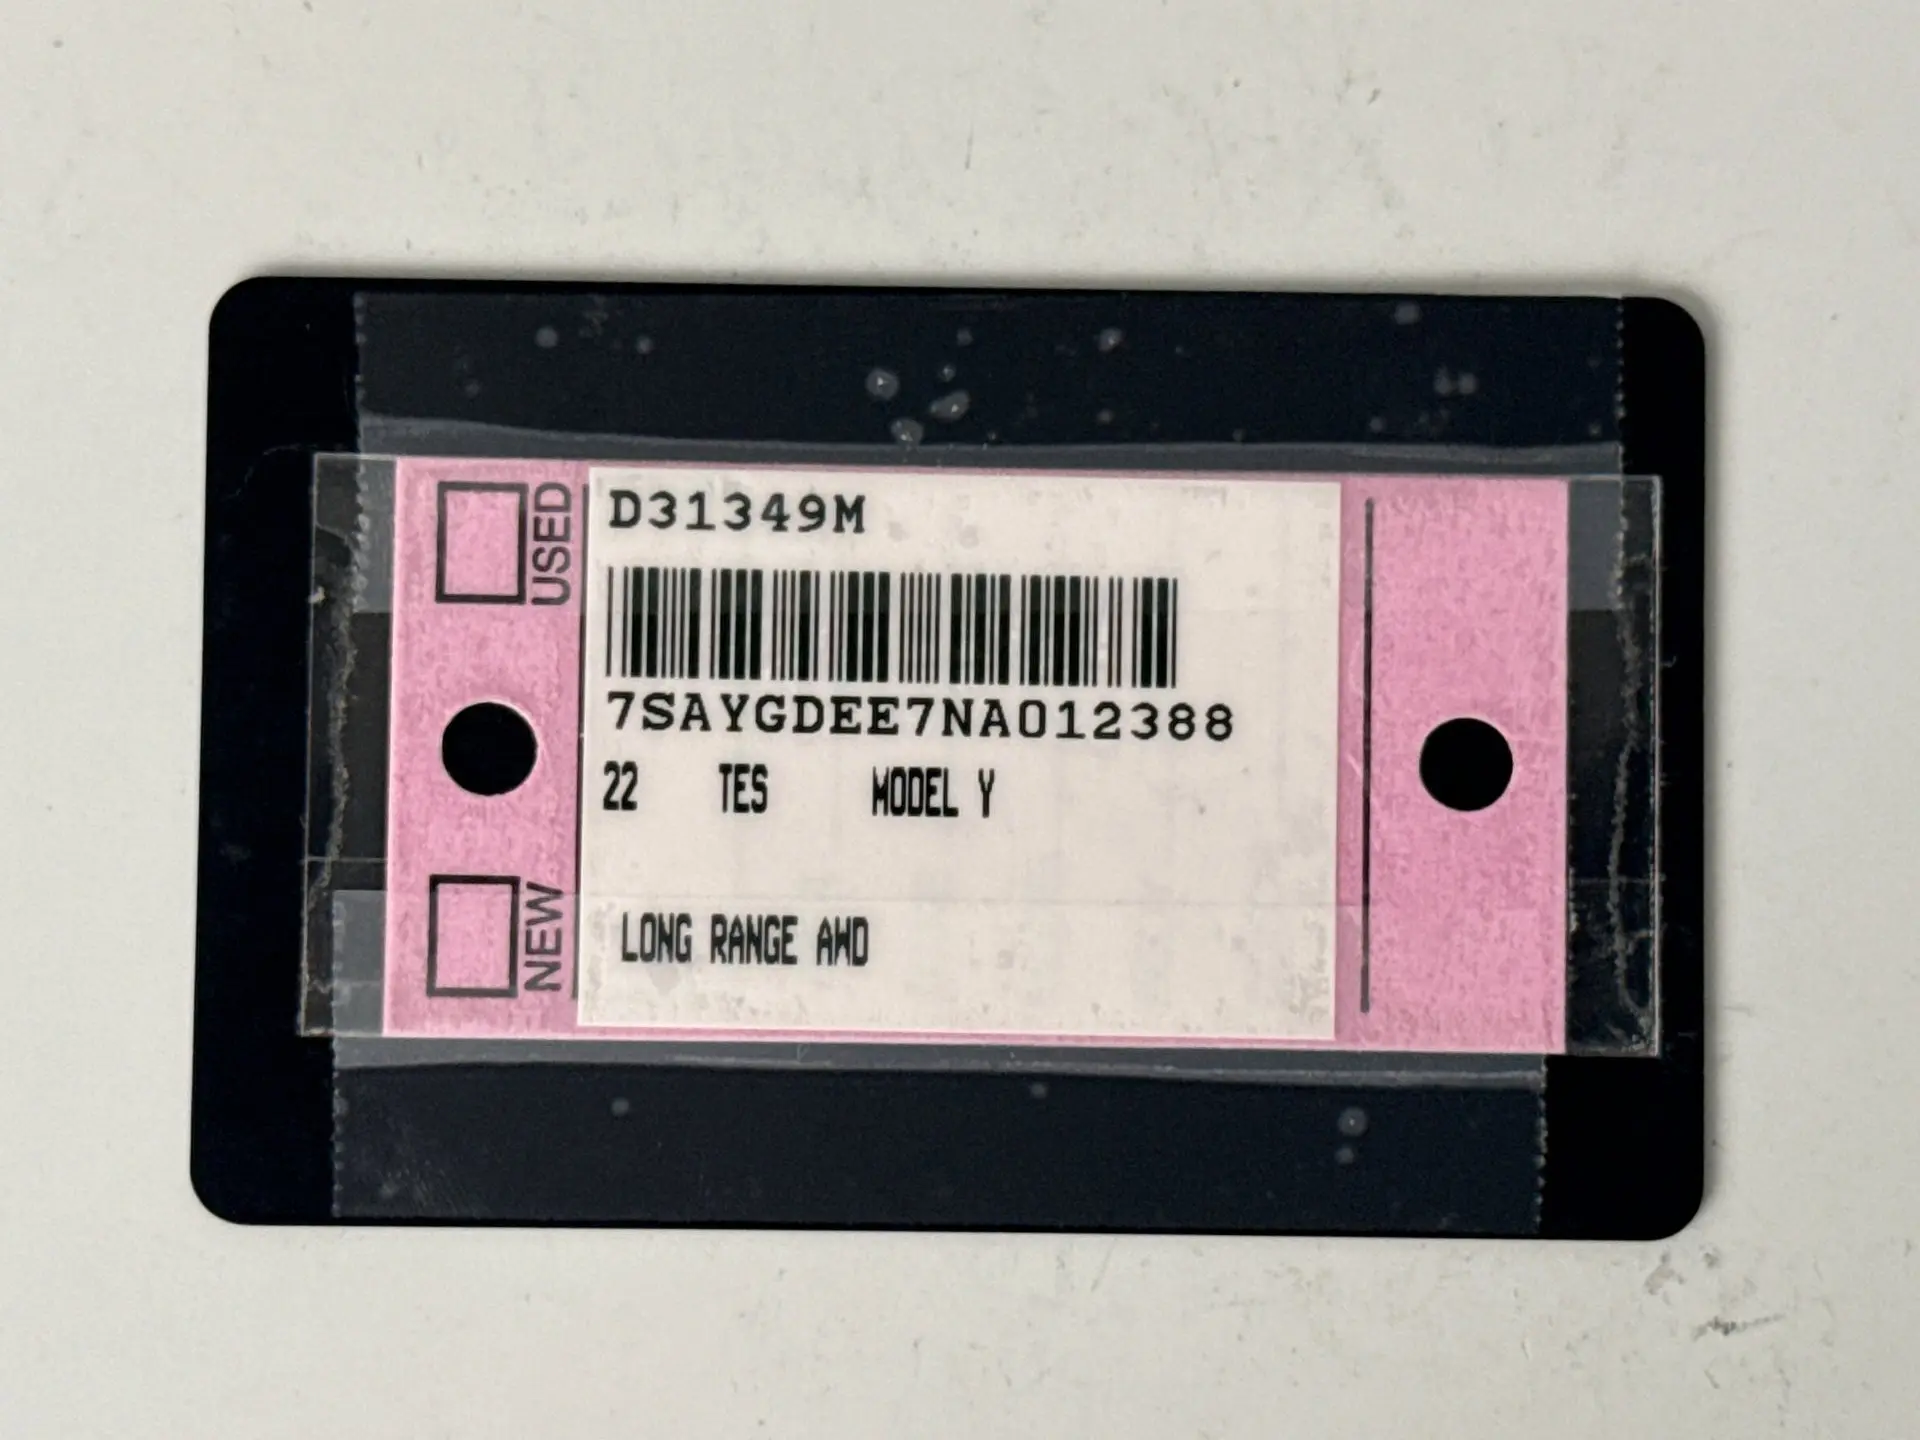 USED
D31349M
7SAYGDEE7NA012388
22 TES MODEL Y
NEW
LONG RANGE AWD